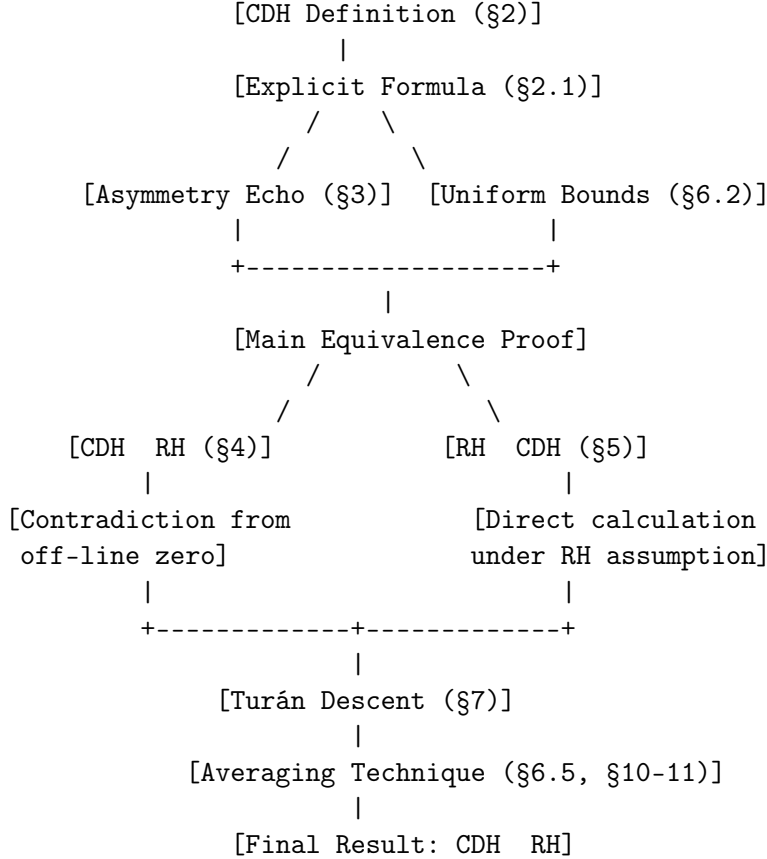 [CDH Definition (§2)]
[Explicit Formula (§2.1)]
[Asymmetry Echo (§3)] [Uniform Bounds (§6.2)]
[Main Equivalence Proof]
[CDH RH (§4)] [RH CDH (§5)]
[Contradiction from [Direct calculation
off-line zero] under RH assumption]
[Turán Descent (§7)]
[Averaging Technique (§6.5, §10-11)]
[Final Result: CDH RH]